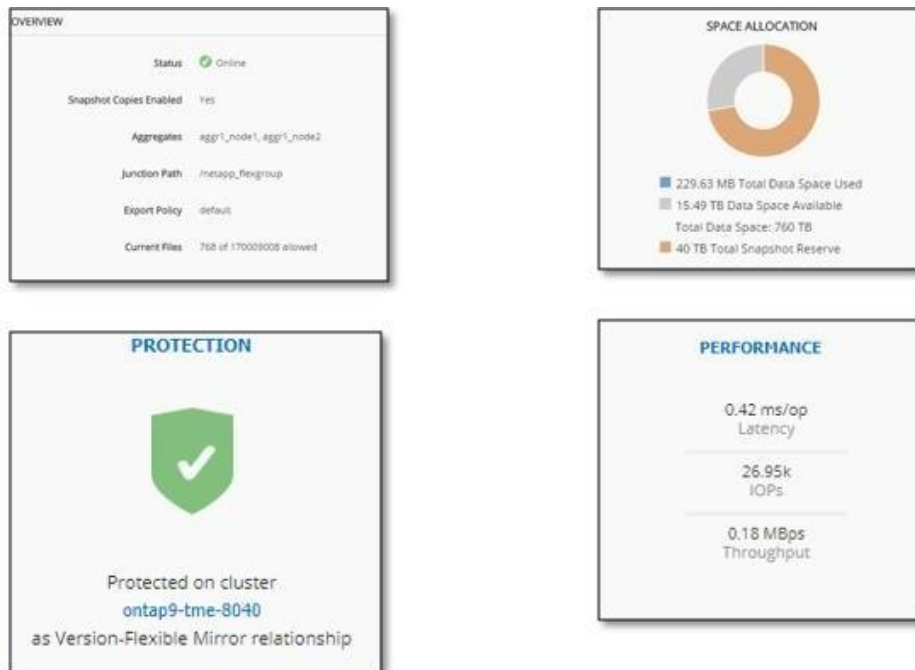 OVERVIEW
Status Online
Snapshot Copies Enabled Yes
Aggregates aggr1_node1, aggr1_node2
Junction Path /netapp_flexgroup
Export Policy default
Current Files 768 of 170009008 allowed
SPACE ALLOCATION
229.63 MB Total Data Space Used
15.49 TB Data Space Available
Total Data Space: 760 TB
40 TB Total Snapshot Reserve
PROTECTION
Protected on cluster
ontap9-tme-8040
as Version-Flexible Mirror relationship
PERFORMANCE
0.42 ms/op
Latency
26.95k
IOPs
0.18 MBps
Throughput